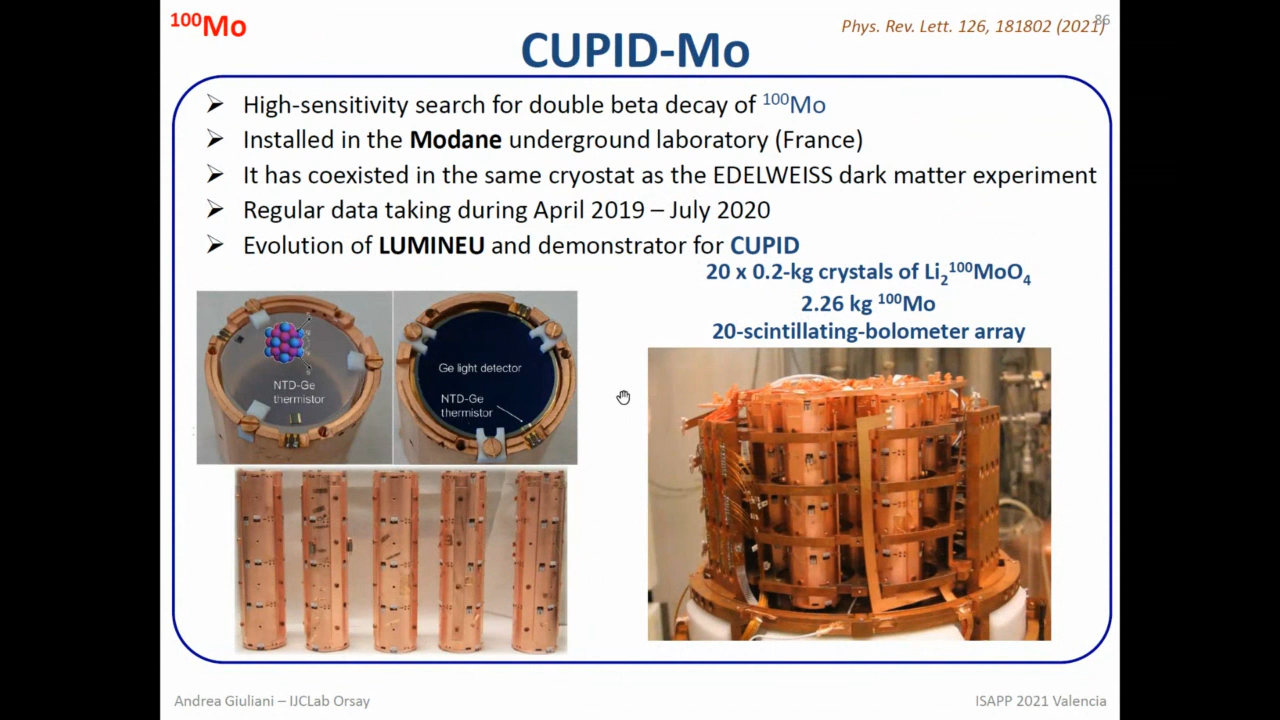 ¹⁰⁰Mo
Phys. Rev. Lett. 126, 181802 (2021)
86
CUPID-Mo
➢ High-sensitivity search for double beta decay of ¹⁰⁰Mo
➢ Installed in the Modane underground laboratory (France)
➢ It has coexisted in the same cryostat as the EDELWEISS dark matter experiment
➢ Regular data taking during April 2019 – July 2020
➢ Evolution of LUMINEU and demonstrator for CUPID
20 x 0.2-kg crystals of Li₂¹⁰⁰MoO₄
2.26 kg ¹⁰⁰Mo
20-scintillating-bolometer array
NTD-Ge
thermistor
Ge light detector
NTD-Ge
thermistor
Andrea Giuliani – IJCLab Orsay
ISAPP 2021 Valencia